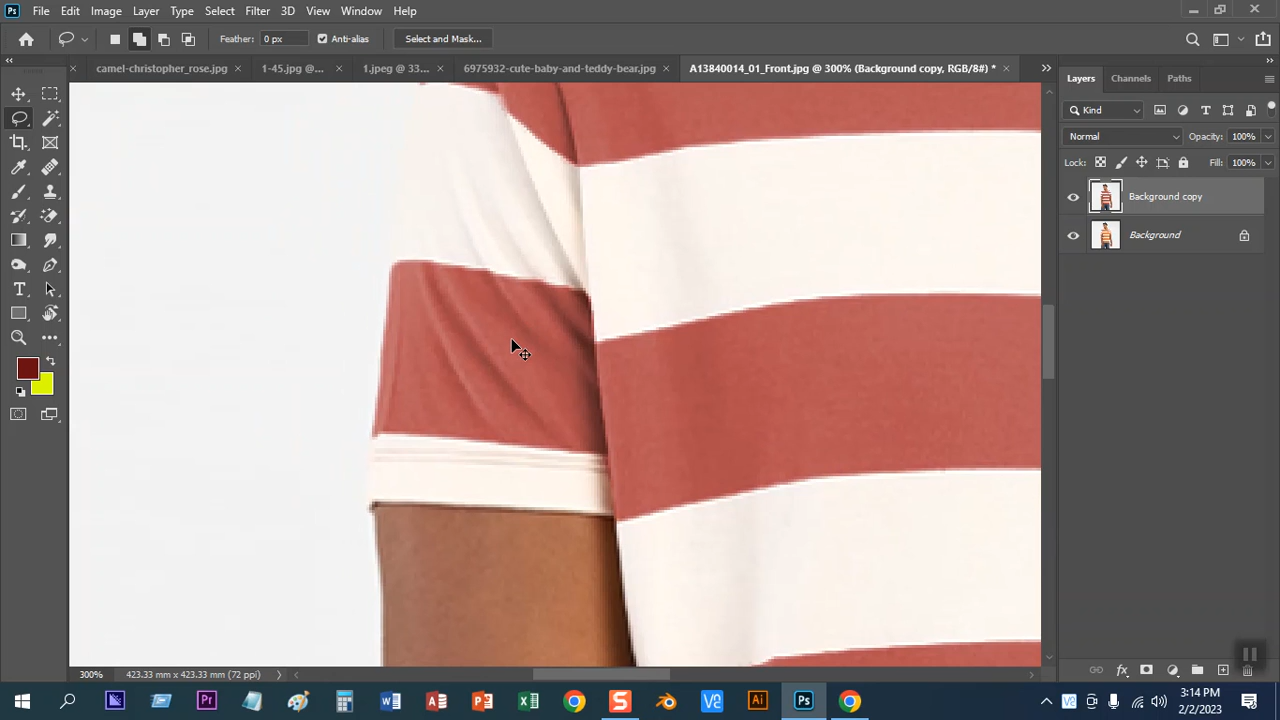 Ps File Edit Image Layer Type Select Filter 3D View Window Help
Feather: 0 px Anti-alias Select and Mask...
camel-christopher_rose.jpg × 1-45.jpg @... × 1.jpeg @ 33... × 6975932-cute-baby-and-teddy-bear.jpg × A13840014_01_Front.jpg @ 300% (Background copy, RGB/8#) * ×
Layers Channels Paths
Kind
Normal Opacity: 100%
Lock: Fill: 100%
Background copy
Background
300% 423.33 mm x 423.33 mm (72 ppi)
3:14 PM
2/2/2023